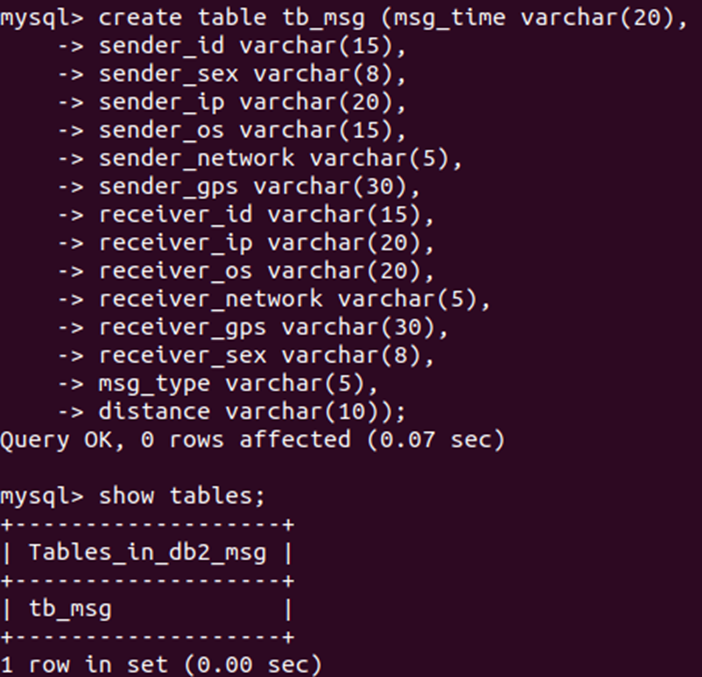 mysql> create table tb_msg (msg_time varchar(20),
    -> sender_id varchar(15),
    -> sender_sex varchar(8),
    -> sender_ip varchar(20),
    -> sender_os varchar(15),
    -> sender_network varchar(5),
    -> sender_gps varchar(30),
    -> receiver_id varchar(15),
    -> receiver_ip varchar(20),
    -> receiver_os varchar(20),
    -> receiver_network varchar(5),
    -> receiver_gps varchar(30),
    -> receiver_sex varchar(8),
    -> msg_type varchar(5),
    -> distance varchar(10));
Query OK, 0 rows affected (0.07 sec)

mysql> show tables;
+-------------------+
| Tables_in_db2_msg |
+-------------------+
| tb_msg            |
+-------------------+
1 row in set (0.00 sec)